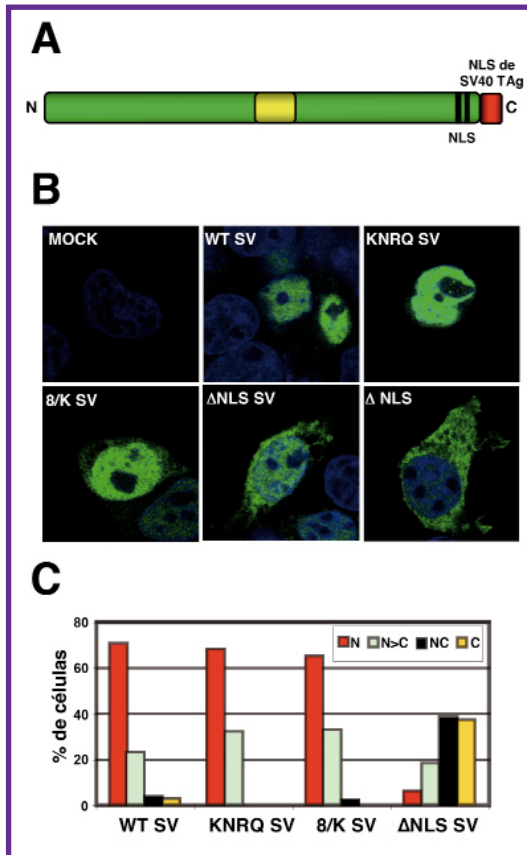 A
NLS de
SV40 TAg
N
C
NLS
B
MOCK
WT SV
KNRQ SV
8/K SV
ΔNLS SV
Δ NLS
C
80
60
40
20
0
% de células
N
N>C
NC
C
WT SV
KNRQ SV
8/K SV
ΔNLS SV